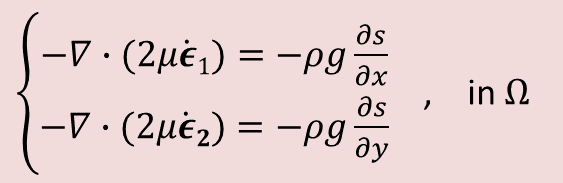 −∇ · (2μϵ̇₁) = −ρg ∂s/∂x
−∇ · (2μϵ̇₂) = −ρg ∂s/∂y , in Ω